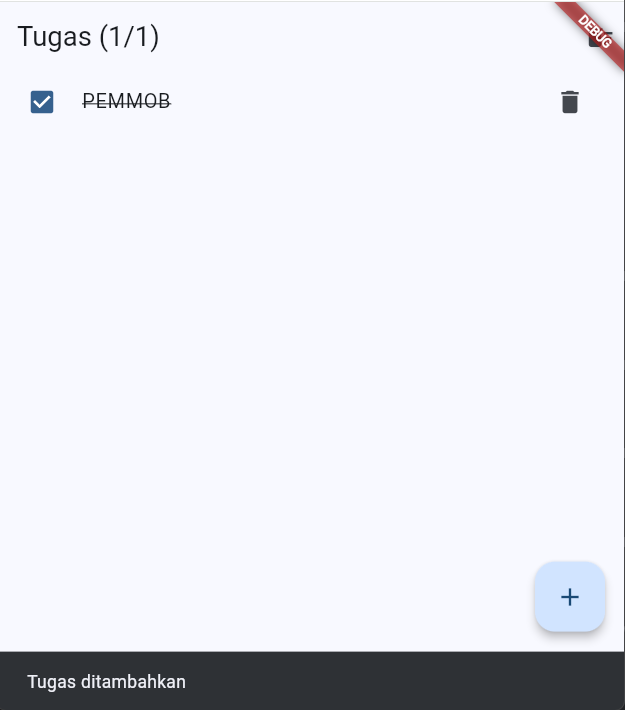 Tugas (1/1)
DEBUG
PEMMOB
Tugas ditambahkan